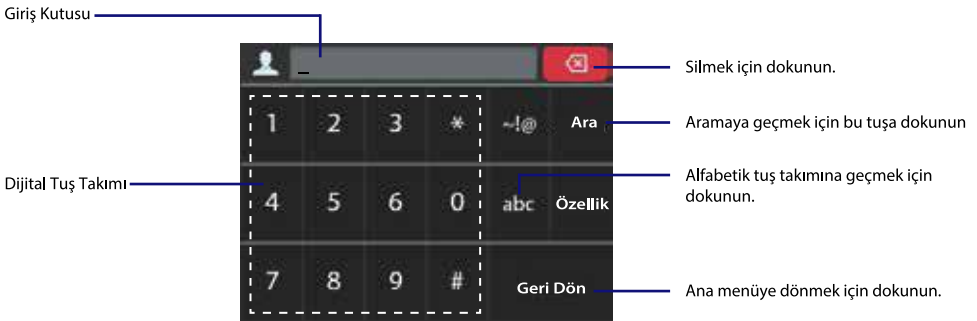 Giriş Kutusu
Silmek için dokunun.
1 2 3 * ~!@ Ara
Aramaya geçmek için bu tuşa dokunun
Dijital Tuş Takımı
Alfabetik tuş takımına geçmek için
dokunun.
4 5 6 0 abc Özellik
7 8 9 # Geri Dön
Ana menüye dönmek için dokunun.